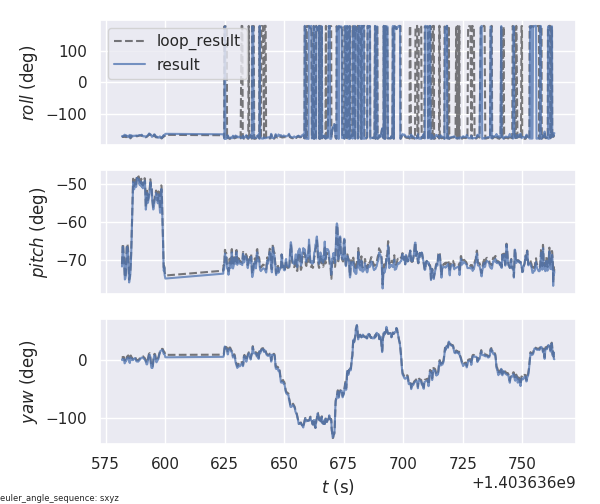 roll (deg)
100
0
−100
loop_result
result
pitch (deg)
−50
−60
−70
yaw (deg)
0
−100
575 600 625 650 675 700 725 750
t (s)
+1.403636e9
euler_angle_sequence: sxyz